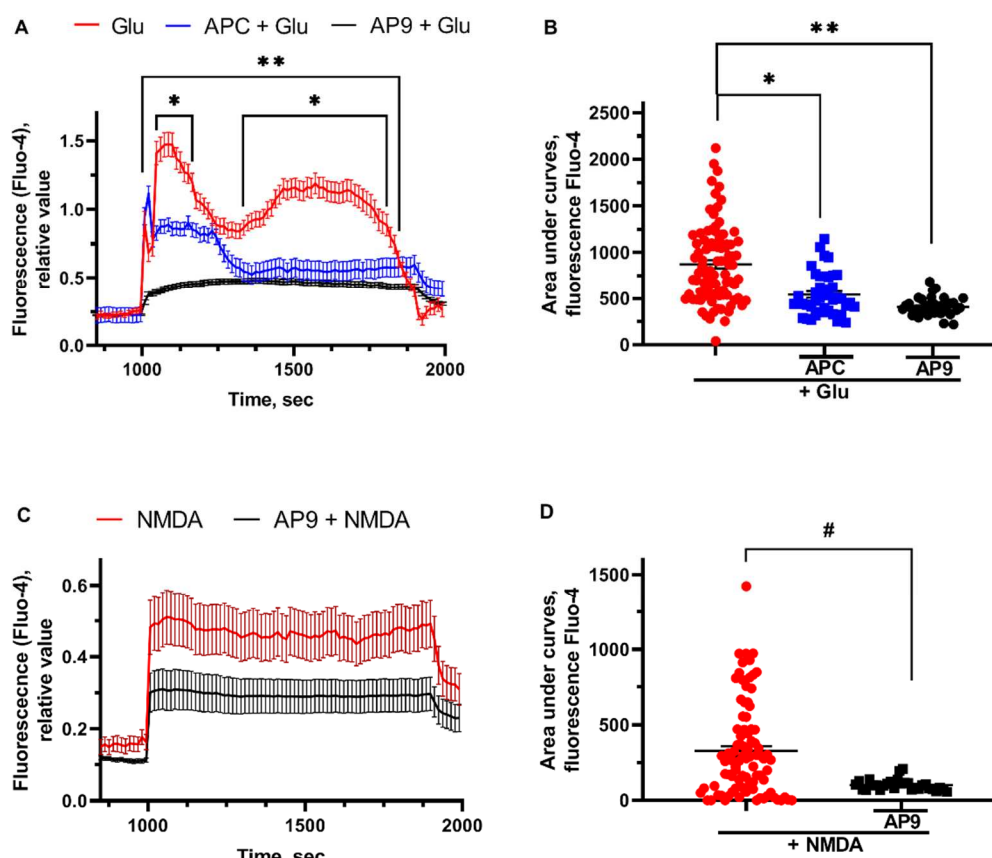 A
Glu APC + Glu AP9 + Glu
**
* *
Fluorescecnce (Fluo-4),
relative value
1.5
1.0
0.5
0.0
1000 1500 2000
Time, sec
B
**
*
Area under curves,
fluorescence Fluo-4
2500
2000
1500
1000
500
0
APC AP9
+ Glu
C
NMDA AP9 + NMDA
Fluorescecnce (Fluo-4),
relative value
0.6
0.4
0.2
0.0
1000 1500 2000
Time, sec
D
#
Area under curves,
fluorescence Fluo-4
1500
1000
500
0
AP9
+ NMDA